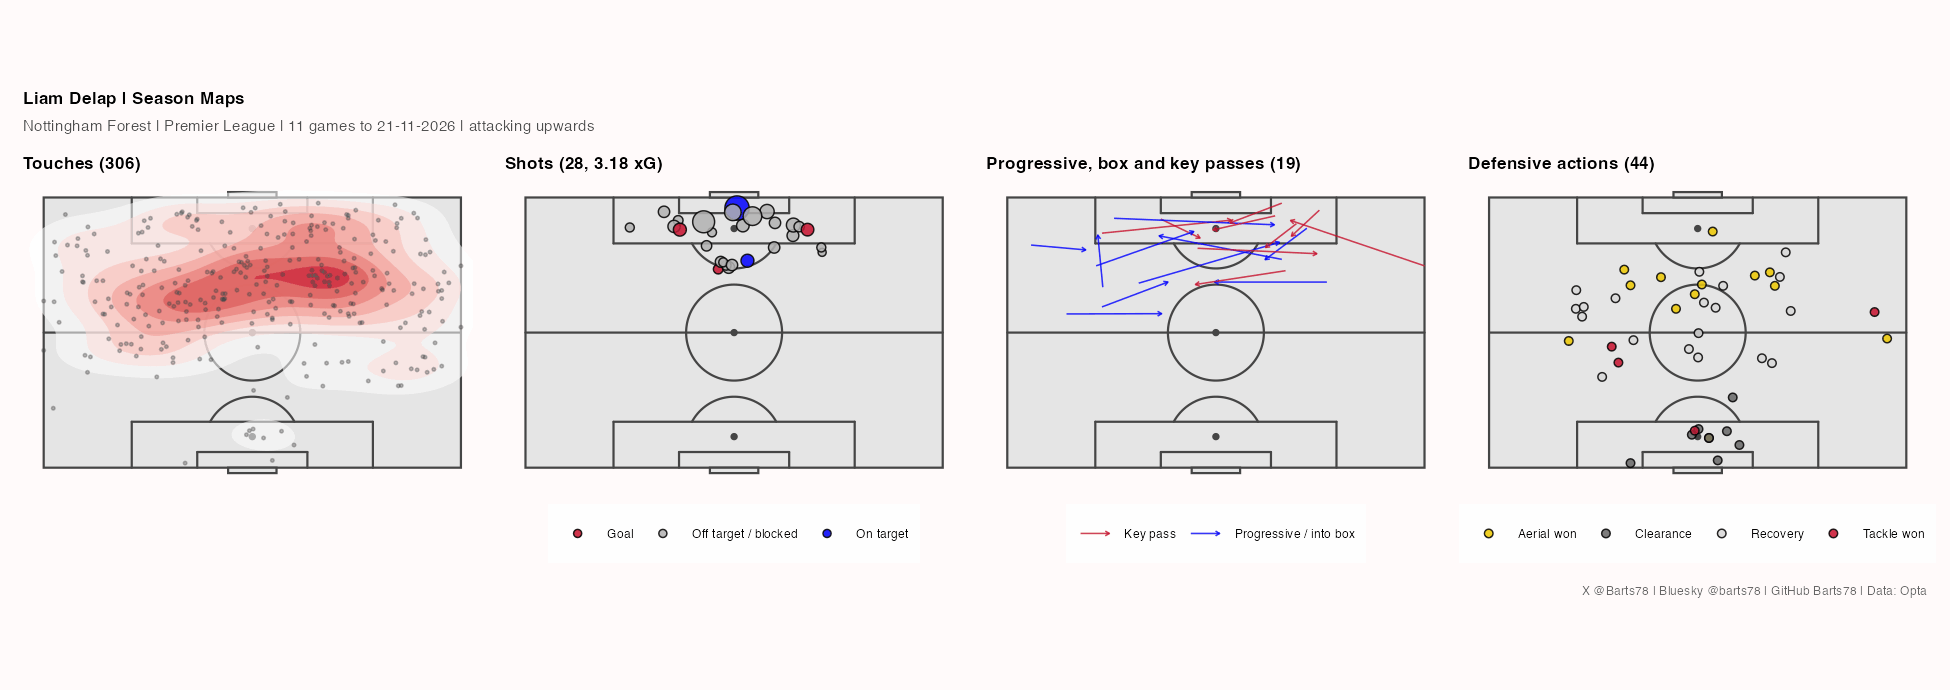 Liam Delap | Season Maps
Nottingham Forest | Premier League | 11 games to 21-11-2026 | attacking upwards
Touches (306)
Shots (28, 3.18 xG)
Progressive, box and key passes (19)
Defensive actions (44)
Goal
Off target / blocked
On target
Key pass
Progressive / into box
Aerial won
Clearance
Recovery
Tackle won
X @Barts78 | Bluesky @barts78 | GitHub Barts78 | Data: Opta